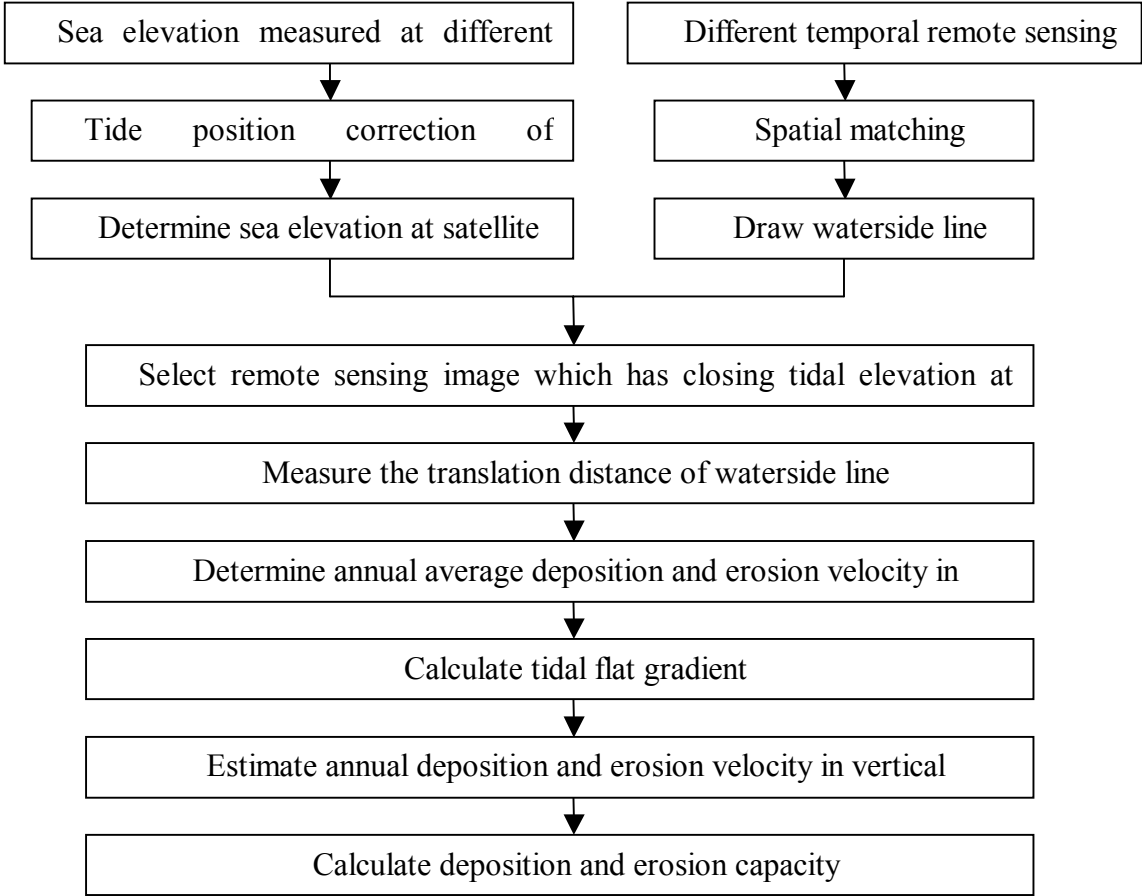 Sea elevation measured at different
Different temporal remote sensing
Tide position correction of
Spatial matching
Determine sea elevation at satellite
Draw waterside line
Select remote sensing image which has closing tidal elevation at
Measure the translation distance of waterside line
Determine annual average deposition and erosion velocity in
Calculate tidal flat gradient
Estimate annual deposition and erosion velocity in vertical
Calculate deposition and erosion capacity